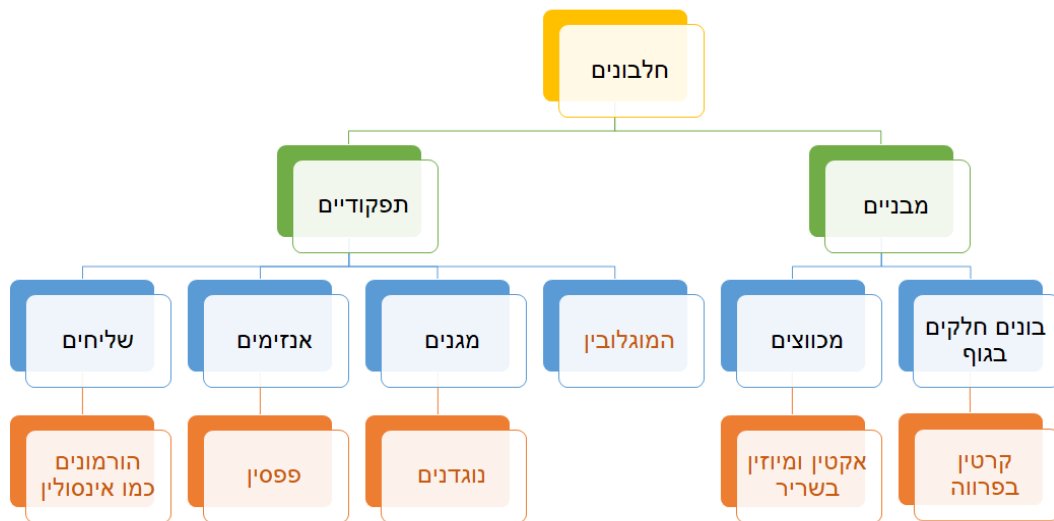 חלבונים
מבניים
תפקודיים
בונים חלקים
בגוף
מכווצים
המוגלובין
מגנים
אנזימים
שליחים
קרטין
בפרווה
אקטין ומיוזין
בשריר
נוגדנים
פפסין
הורמונים
כמו אינסולין